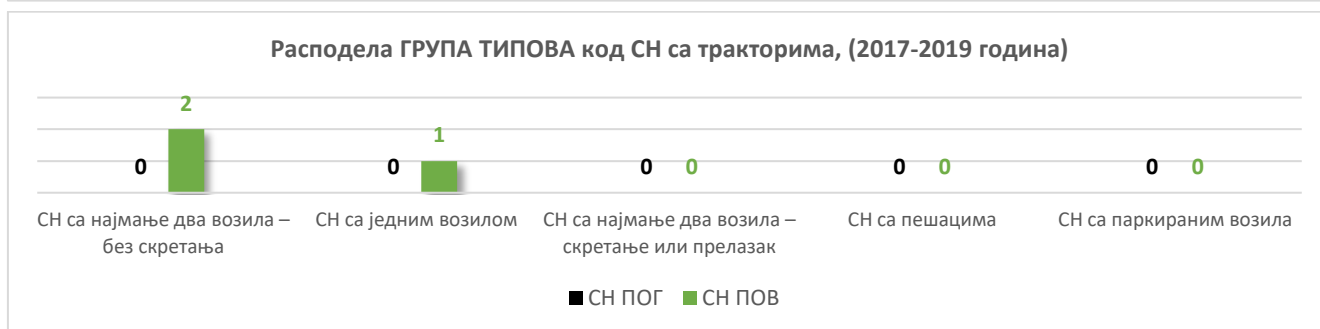 Расподела ГРУПА ТИПОВА код СН са тракторима, (2017-2019 година)
2
1
0
0
0 0
0 0
0 0
СН са најмање два возила –
без скретања
СН са једним возилом
СН са најмање два возила –
скретање или прелазак
СН са пешацима
СН са паркираним возила
СН ПОГ СН ПОВ